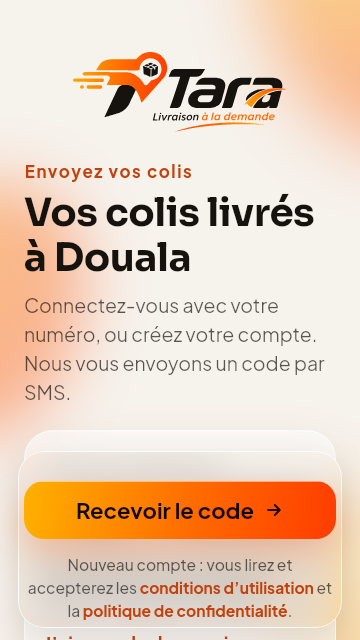 Tara
Livraison à la demande
Envoyez vos colis
Vos colis livrés
à Douala
Connectez-vous avec votre
numéro, ou créez votre compte.
Nous vous envoyons un code par
SMS.
Recevoir le code →
Nouveau compte : vous lirez et
accepterez les conditions d’utilisation et
la politique de confidentialité.